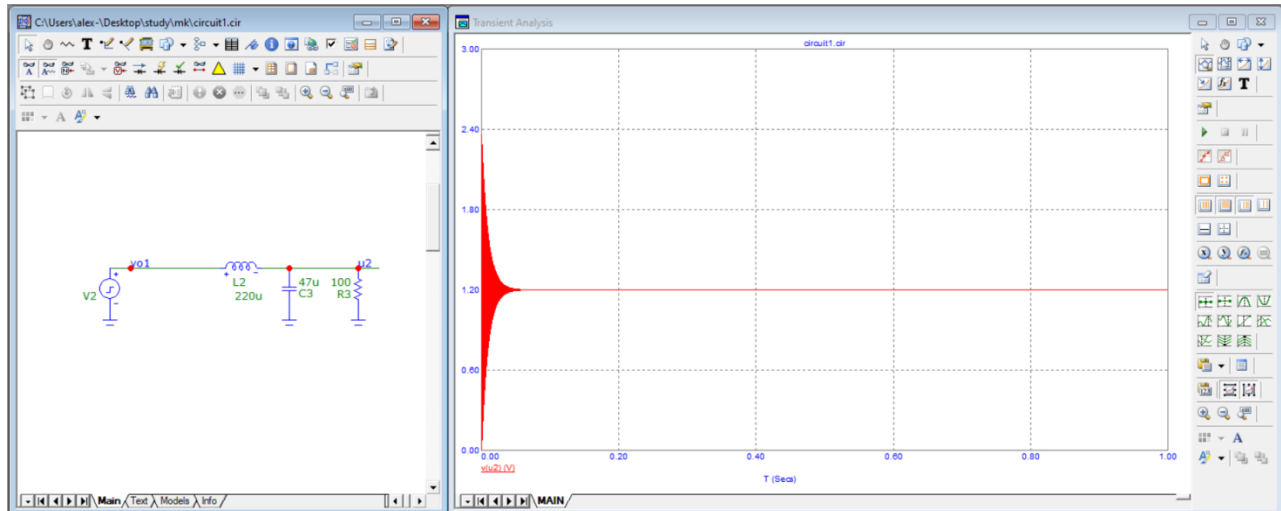 C:\Users\alex-\Desktop\study\mk\circuit1.cir
T
A
vo1
u2
V2
L2
220u
47u
C3
100
R3
Main Text Models Info
Transient Analysis
circuit1.cir
3.00
2.40
1.80
1.20
0.60
0.00
0.00 0.20 0.40 0.60 0.80 1.00
v(u2) (V)
T (Secs)
MAIN
T
A